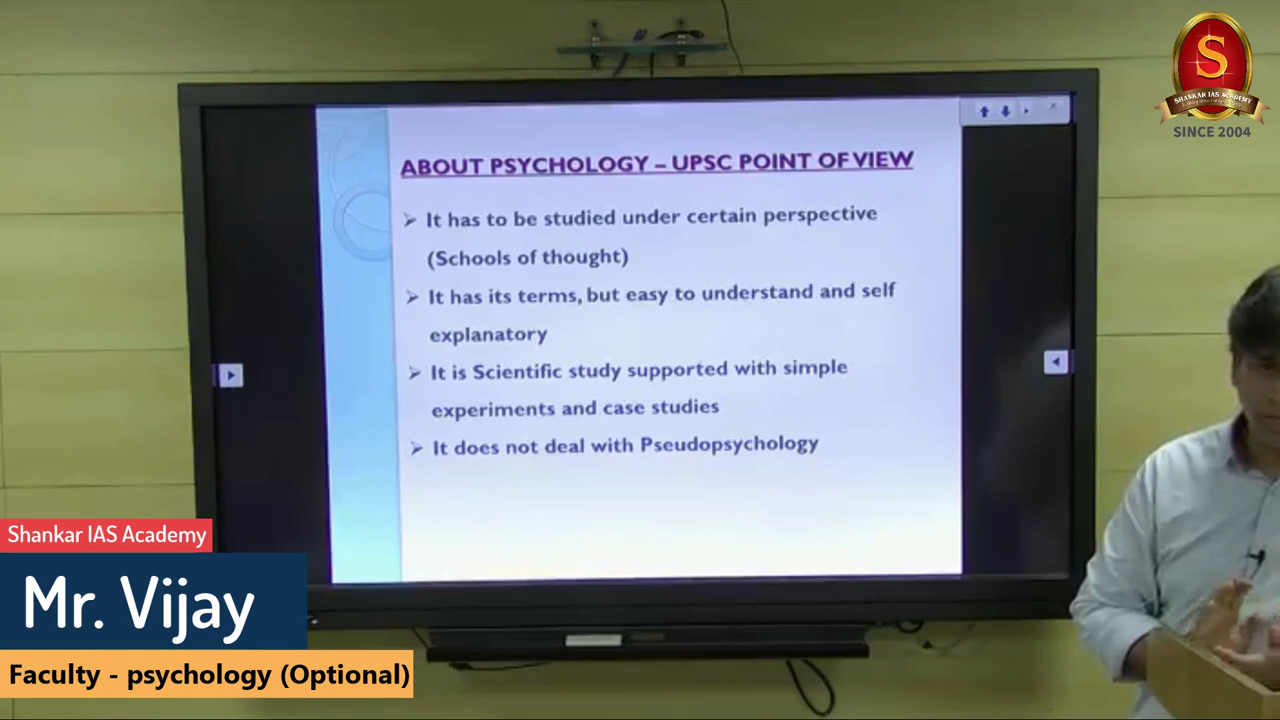 S
SHANKAR IAS ACADEMY
SINCE 2004
ABOUT PSYCHOLOGY – UPSC POINT OF VIEW
➢ It has to be studied under certain perspective
(Schools of thought)
➢ It has its terms, but easy to understand and self
explanatory
➢ It is Scientific study supported with simple
experiments and case studies
➢ It does not deal with Pseudopsychology
Shankar IAS Academy
Mr. Vijay
Faculty - psychology (Optional)